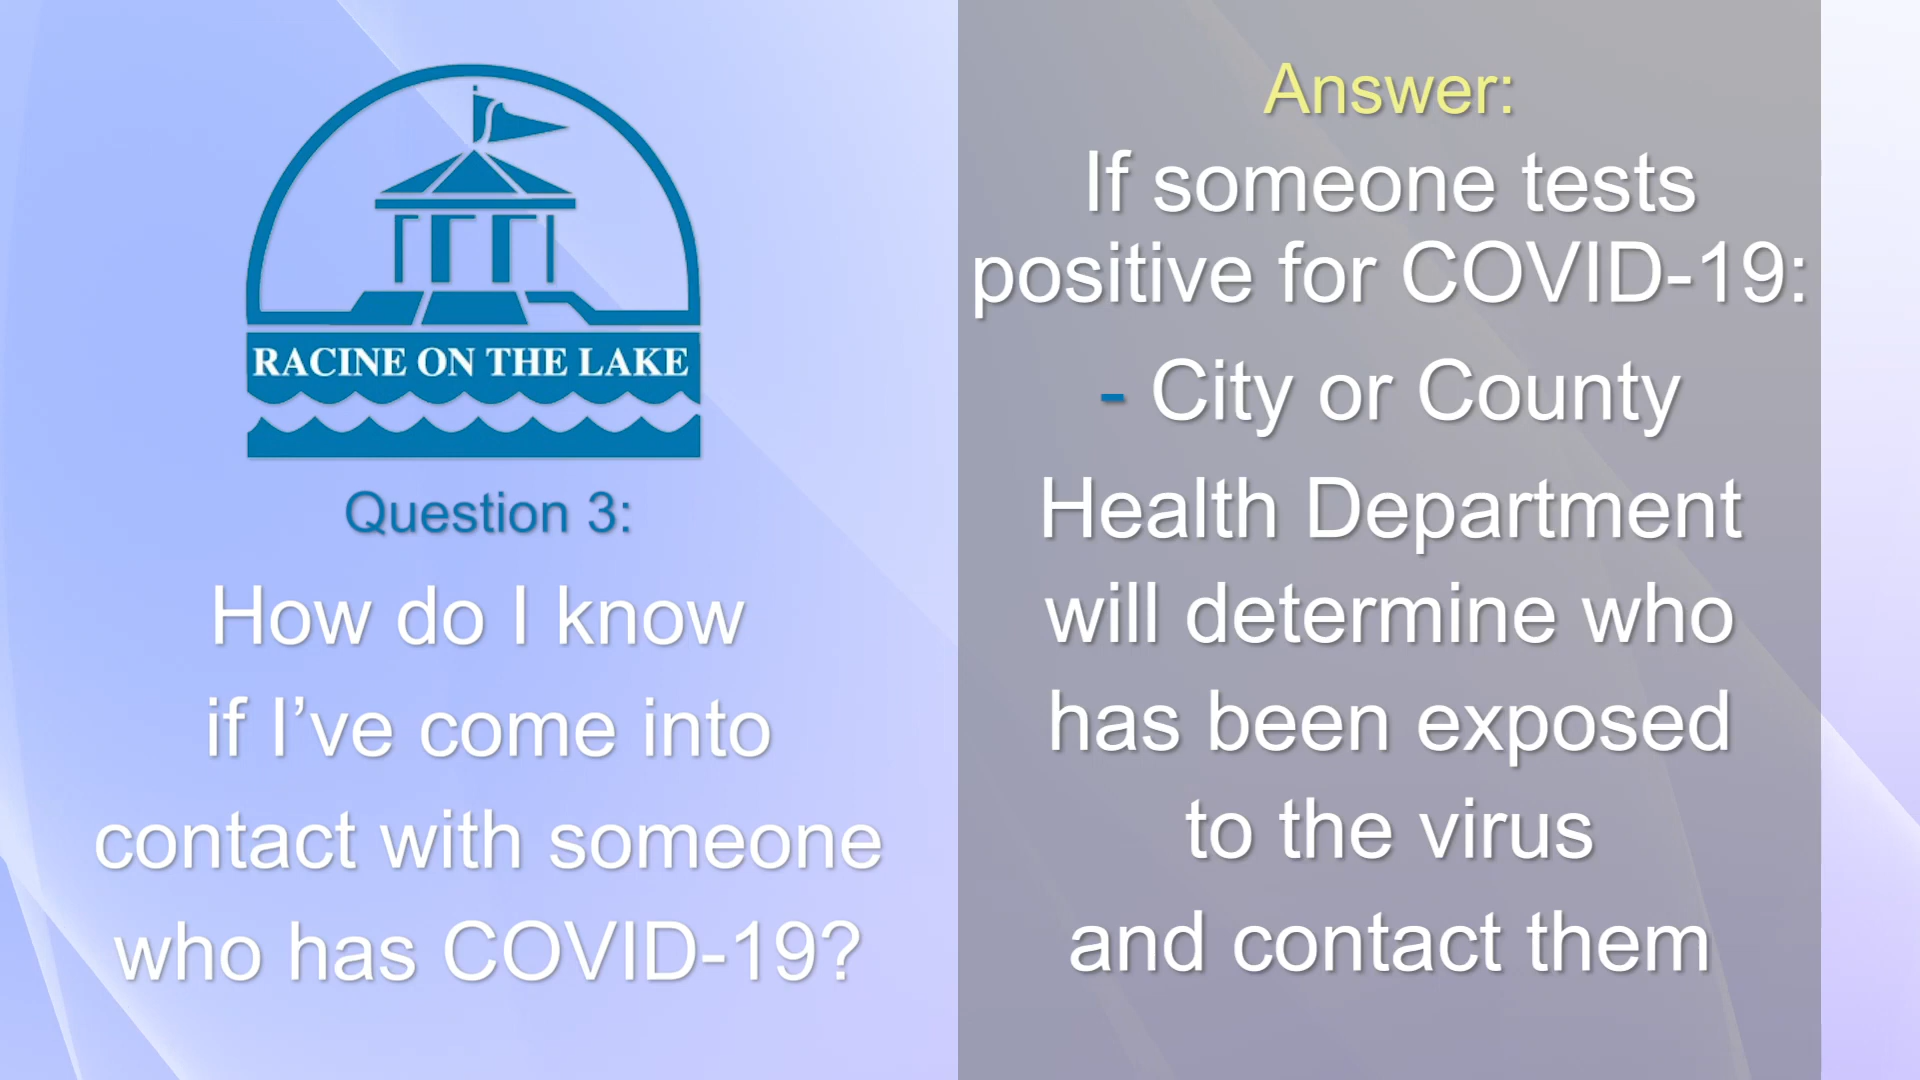 RACINE ON THE LAKE
Question 3:
How do I know
if I’ve come into
contact with someone
who has COVID-19?
Answer:
If someone tests
positive for COVID-19:
- City or County
Health Department
will determine who
has been exposed
to the virus
and contact them